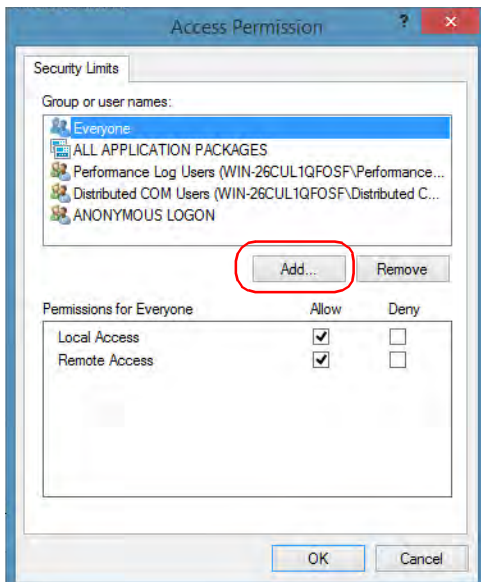 Access Permission
?
Security Limits
Group or user names:
Everyone
ALL APPLICATION PACKAGES
Performance Log Users (WIN-26CUL1QFOSF\Performance...
Distributed COM Users (WIN-26CUL1QFOSF\Distributed C...
ANONYMOUS LOGON
Add...
Remove
Permissions for Everyone
Allow
Deny
Local Access
Remote Access
OK
Cancel